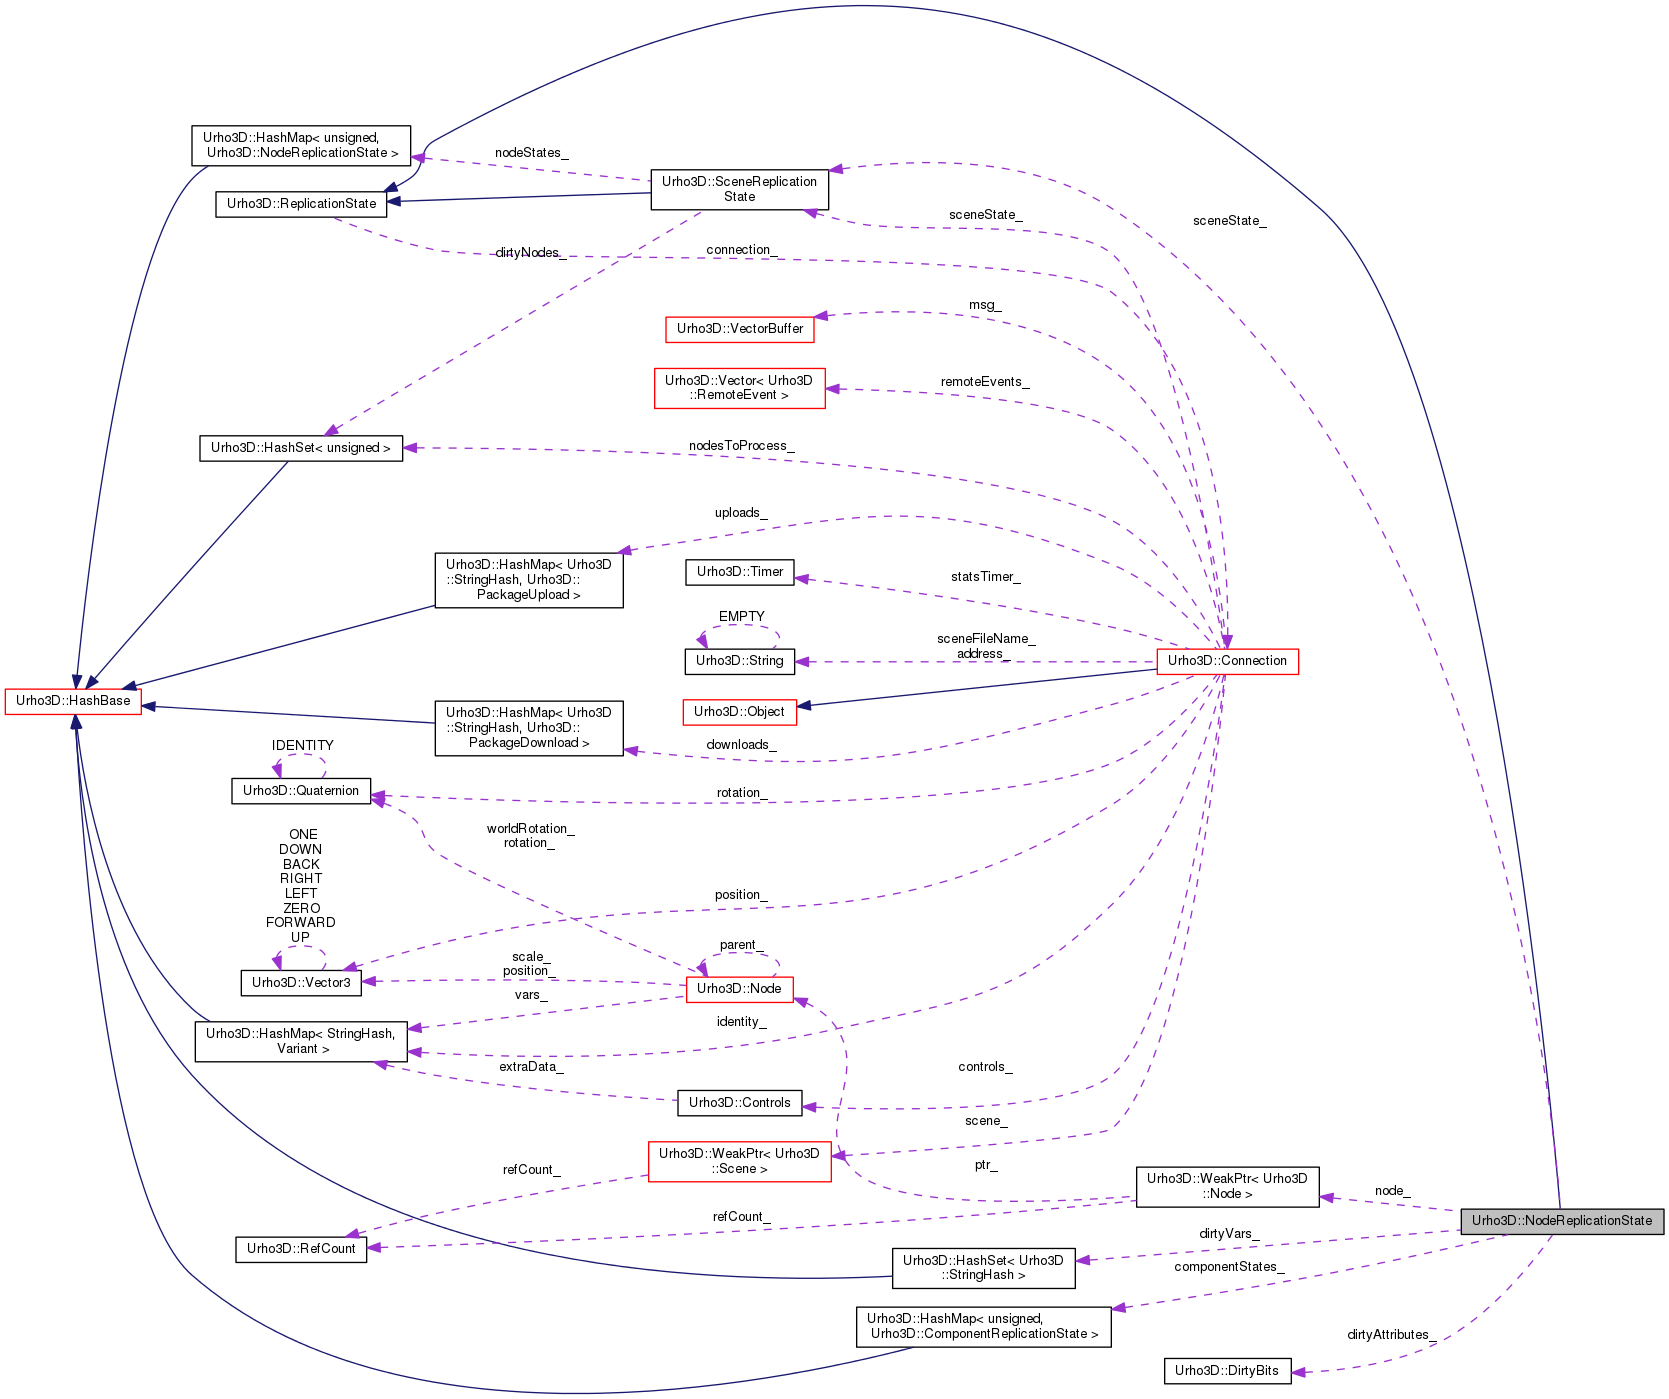 Urho3D::HashMap< unsigned,
Urho3D::NodeReplicationState >
nodeStates_
Urho3D::SceneReplication
State
Urho3D::ReplicationState
sceneState_
sceneState_
dirtyNodes_
connection_
msg_
Urho3D::VectorBuffer
Urho3D::Vector< Urho3D
::RemoteEvent >
remoteEvents_
Urho3D::HashSet< unsigned >
nodesToProcess_
uploads_
Urho3D::HashMap< Urho3D
::StringHash, Urho3D::
PackageUpload >
Urho3D::Timer
statsTimer_
EMPTY
Urho3D::String
sceneFileName_
address_
Urho3D::Connection
Urho3D::HashBase
Urho3D::HashMap< Urho3D
::StringHash, Urho3D::
PackageDownload >
Urho3D::Object
downloads_
IDENTITY
Urho3D::Quaternion
rotation_
worldRotation_
rotation_
ONE
DOWN
BACK
RIGHT
LEFT
ZERO
FORWARD
UP
position_
Urho3D::Vector3
scale_
position_
parent_
Urho3D::Node
vars_
Urho3D::HashMap< StringHash,
Variant >
identity_
extraData_
Urho3D::Controls
controls_
scene_
Urho3D::WeakPtr< Urho3D
::Scene >
refCount_
ptr_
Urho3D::WeakPtr< Urho3D
::Node >
node_
refCount_
Urho3D::NodeReplicationState
Urho3D::RefCount
dirtyVars_
Urho3D::HashSet< Urho3D
::StringHash >
componentStates_
Urho3D::HashMap< unsigned,
Urho3D::ComponentReplicationState >
dirtyAttributes_
Urho3D::DirtyBits